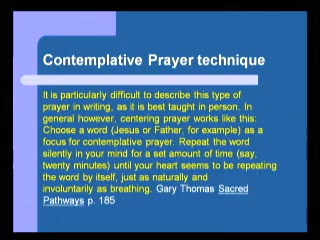 Contemplative Prayer technique
It is particularly difficult to describe this type of
prayer in writing, as it is best taught in person. In
general however, centering prayer works like this:
Choose a word (Jesus or Father, for example) as a
focus for contemplative prayer. Repeat the word
silently in your mind for a set amount of time (say,
twenty minutes) until your heart seems to be repeating
the word by itself, just as naturally and
involuntarily as breathing. Gary Thomas Sacred
Pathways p. 185